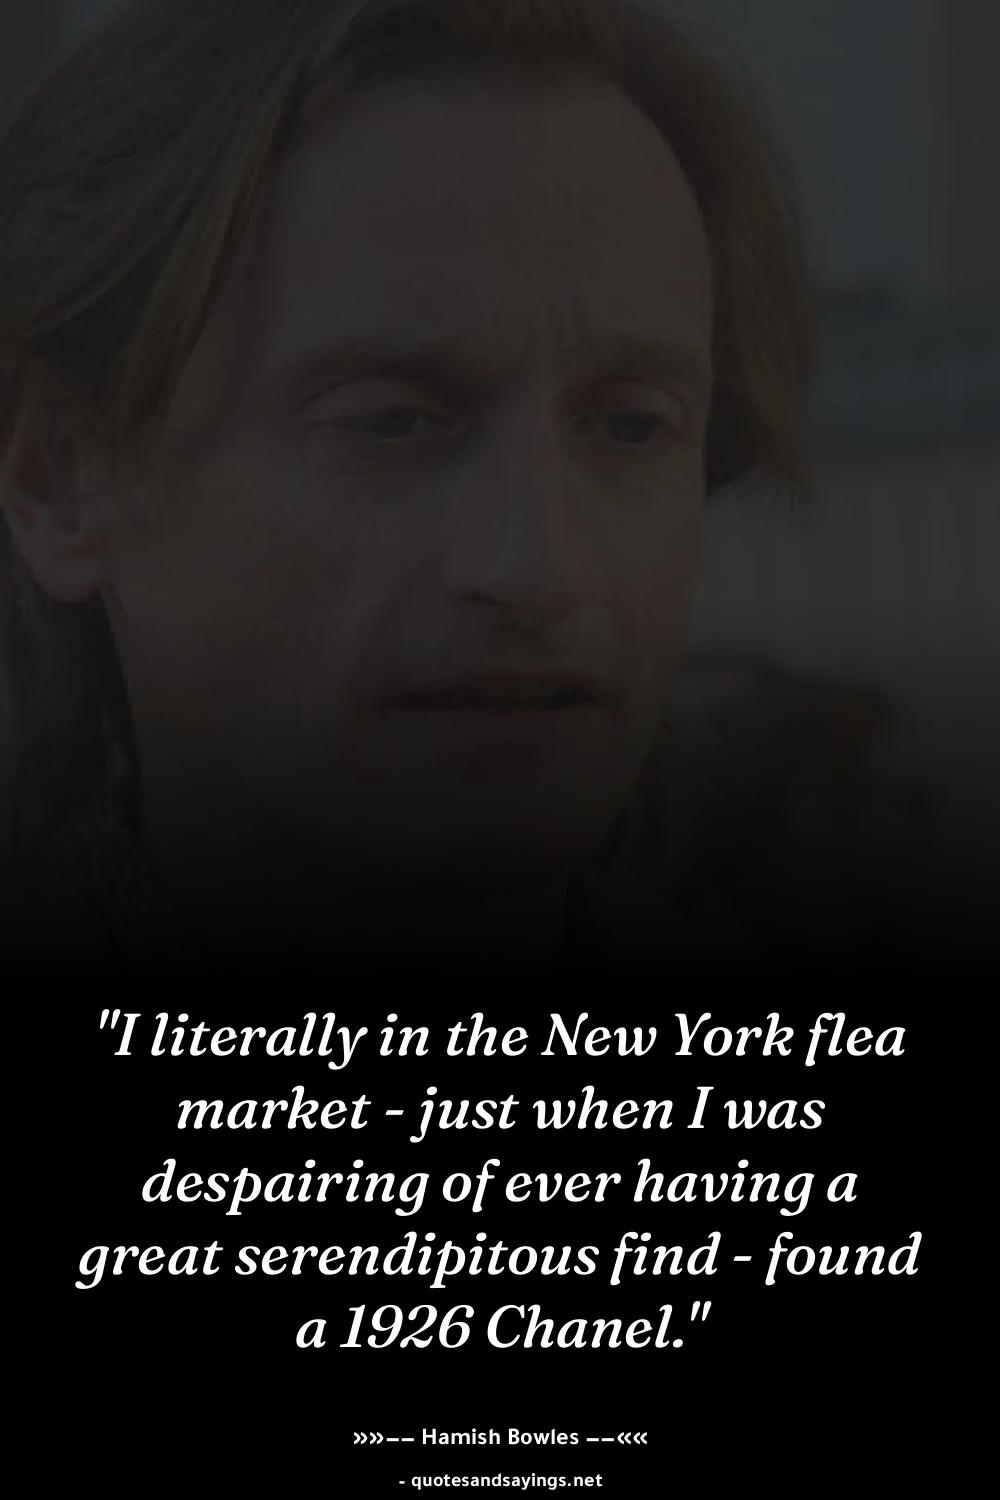 "I literally in the New York flea
market - just when I was
despairing of ever having a
great serendipitous find - found
a 1926 Chanel."
»»–– Hamish Bowles ––««
- quotesandsayings.net